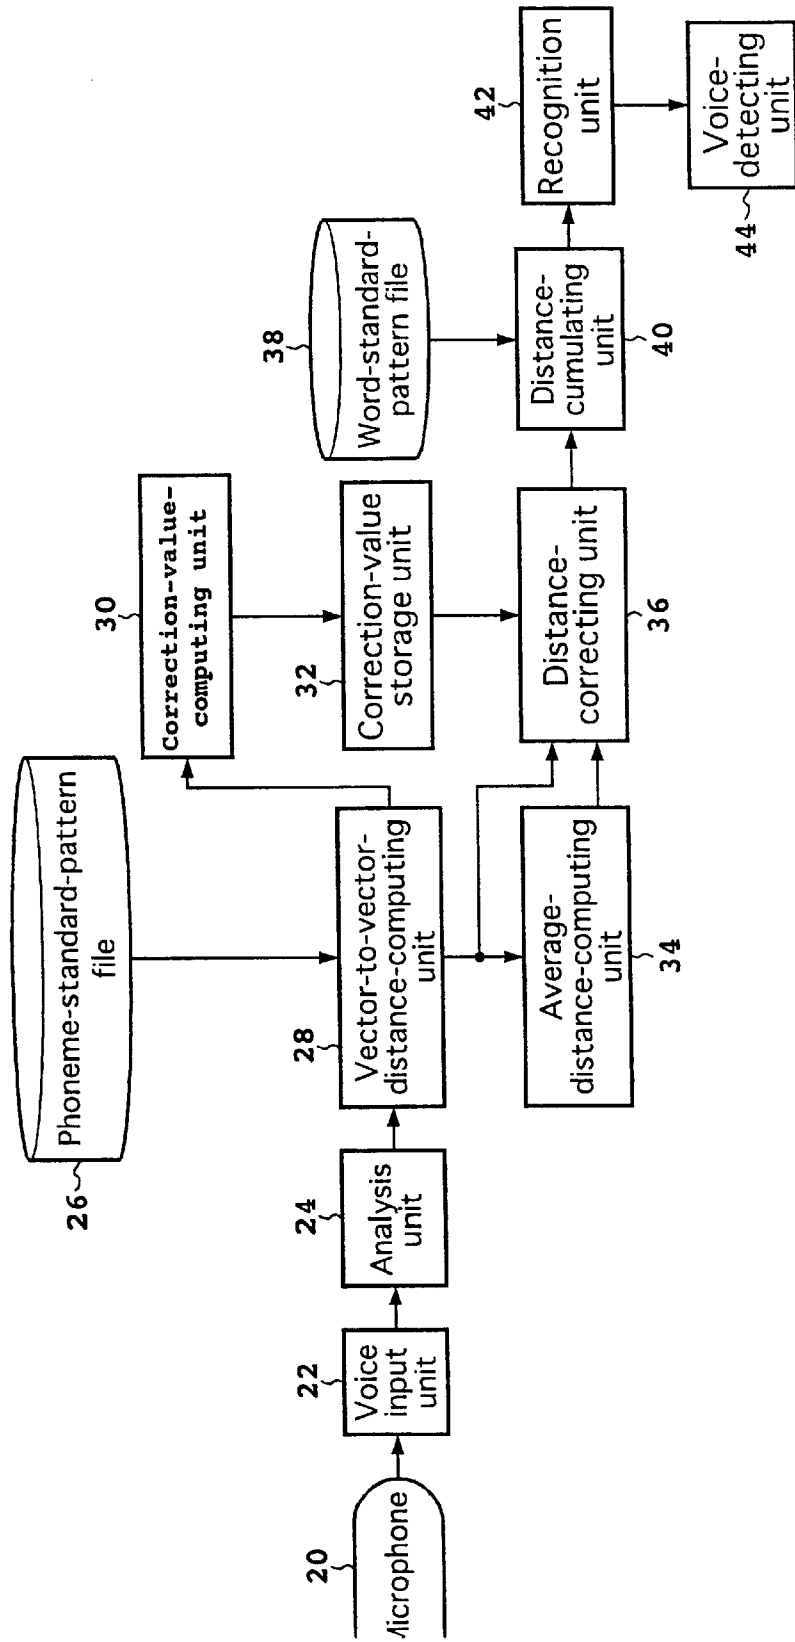 20
Microphone
22
Voice
input
unit
24
Analysis
unit
26
Phoneme-standard-pattern
file
28
Vector-to-vector-
distance-computing
unit
30
Correction-value-
computing unit
32
Correction-value
storage unit
34
Average-
distance-computing
unit
36
Distance-
correcting unit
38
Word-standard-
pattern file
40
Distance-
cumulating
unit
42
Recognition
unit
44
Voice-
detecting
unit